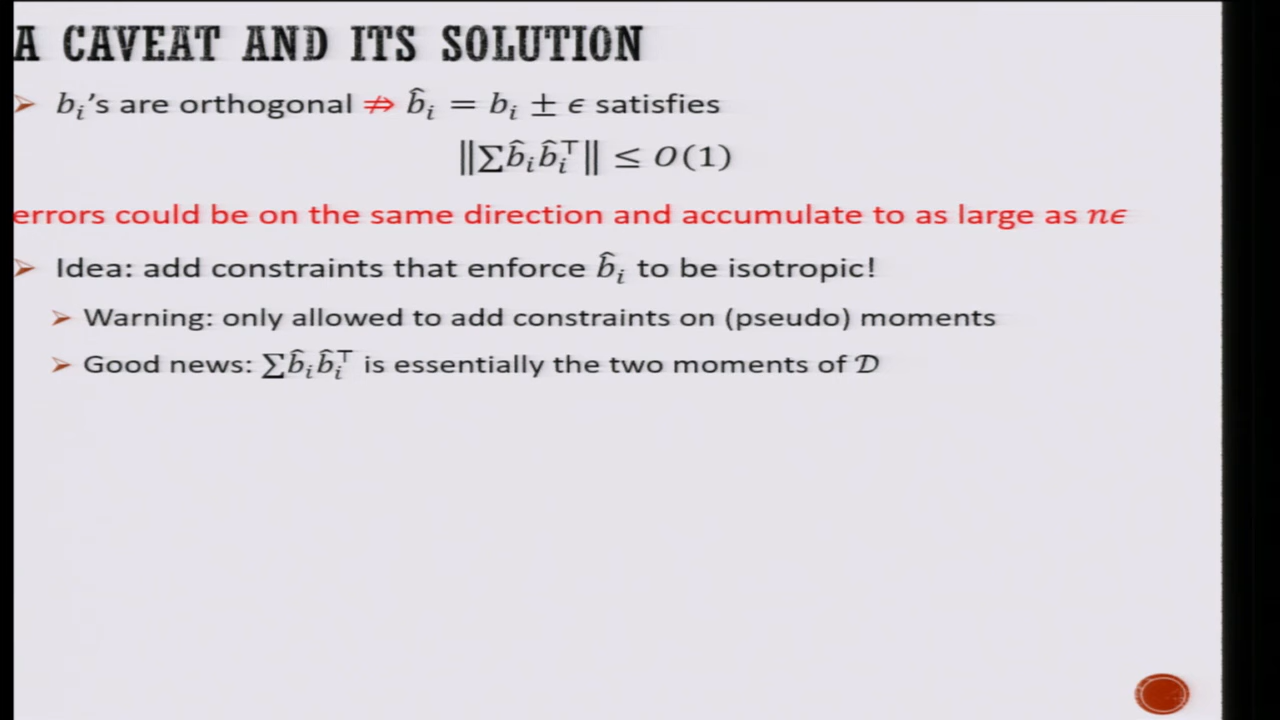 A CAVEAT AND ITS SOLUTION
➢ bᵢ's are orthogonal ⇏ b̂ᵢ = bᵢ ± ϵ satisfies
‖∑b̂ᵢb̂ᵢ⊤‖ ≤ O(1)
errors could be on the same direction and accumulate to as large as nϵ
➢ Idea: add constraints that enforce b̂ᵢ to be isotropic!
➢ Warning: only allowed to add constraints on (pseudo) moments
➢ Good news: ∑b̂ᵢb̂ᵢ⊤ is essentially the two moments of 𝒟